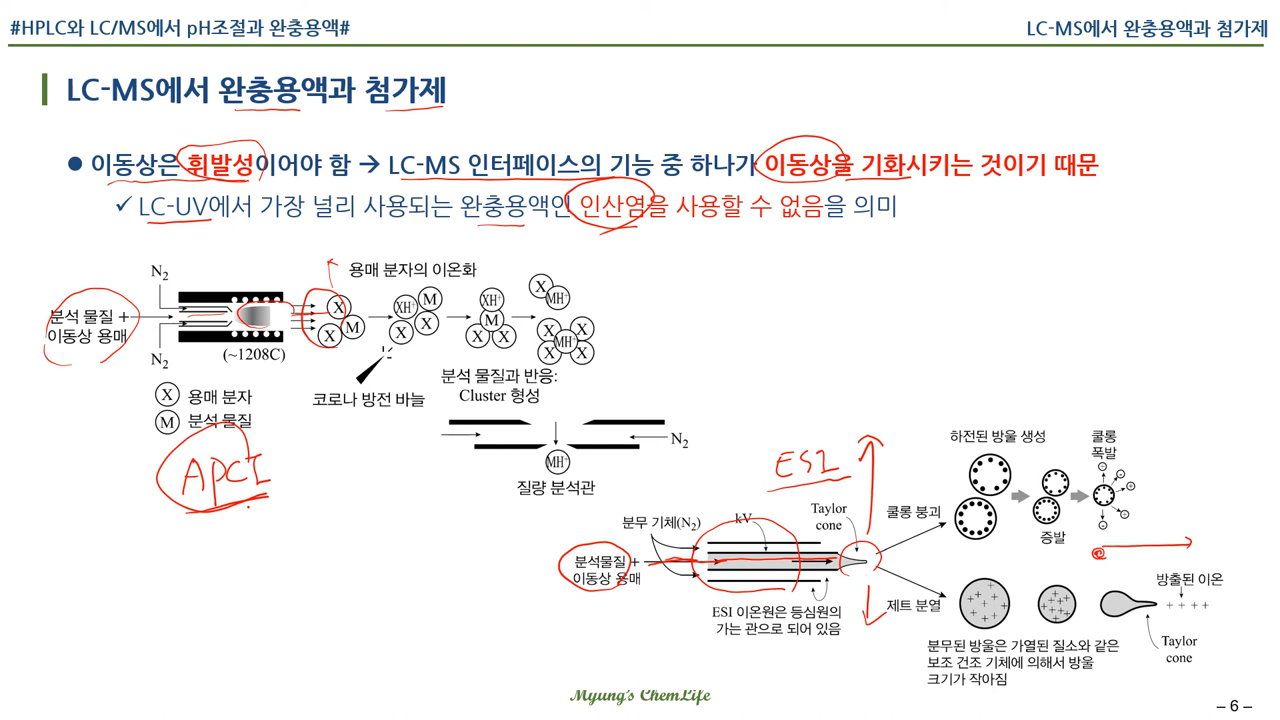 #HPLC와 LC/MS에서 pH조절과 완충용액#
LC-MS에서 완충용액과 첨가제
LC-MS에서 완충용액과 첨가제
● 이동상은 휘발성이어야 함 → LC-MS 인터페이스의 기능 중 하나가 이동상을 기화시키는 것이기 때문
✓ LC-UV에서 가장 널리 사용되는 완충용액인 인산염을 사용할 수 없음을 의미
N₂
용매 분자의 이온화
분석 물질 +
이동상 용매
N₂
(~1208C)
X
X
M
XH⁺
M
X
X
XH⁺
M
X
X
X
MH⁺
X
X
MH⁺
X
X
X 용매 분자
M 분석 물질
코로나 방전 바늘
분석 물질과 반응:
Cluster 형성
N₂
MH⁺
질량 분석관
APCI
ESI
분무 기체(N₂)
kV
Taylor
cone
분석물질 +
이동상 용매
ESI 이온원은 등심원의
가는 관으로 되어 있음
하전된 방울 생성
쿨롱
폭발
쿨롱 붕괴
증발
제트 분열
방출된 이온
+ + + +
Taylor
cone
분무된 방울은 가열된 질소와 같은
보조 건조 기체에 의해서 방울
크기가 작아짐
Myung's ChemLife
– 6 –